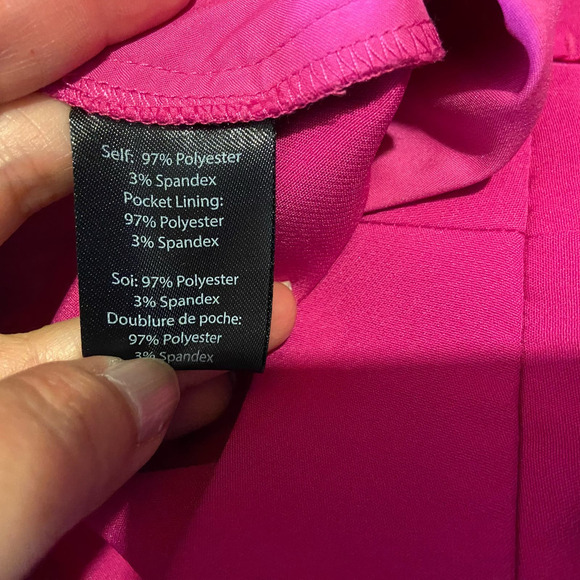 Self: 97% Polyester
3% Spandex
Pocket Lining:
97% Polyester
3% Spandex
Soi: 97% Polyester
3% Spandex
Doublure de poche:
97% Polyester
3% Spandex